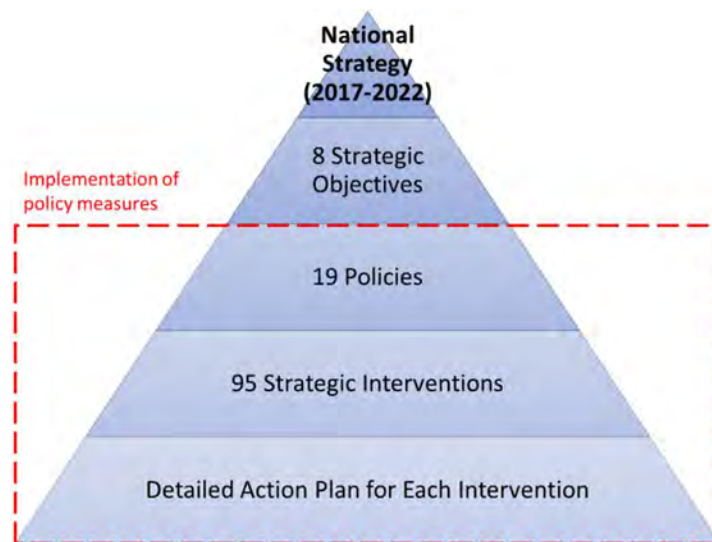 National
Strategy
(2017-2022)
8 Strategic
Objectives
Implementation of
policy measures
19 Policies
95 Strategic Interventions
Detailed Action Plan for Each Intervention